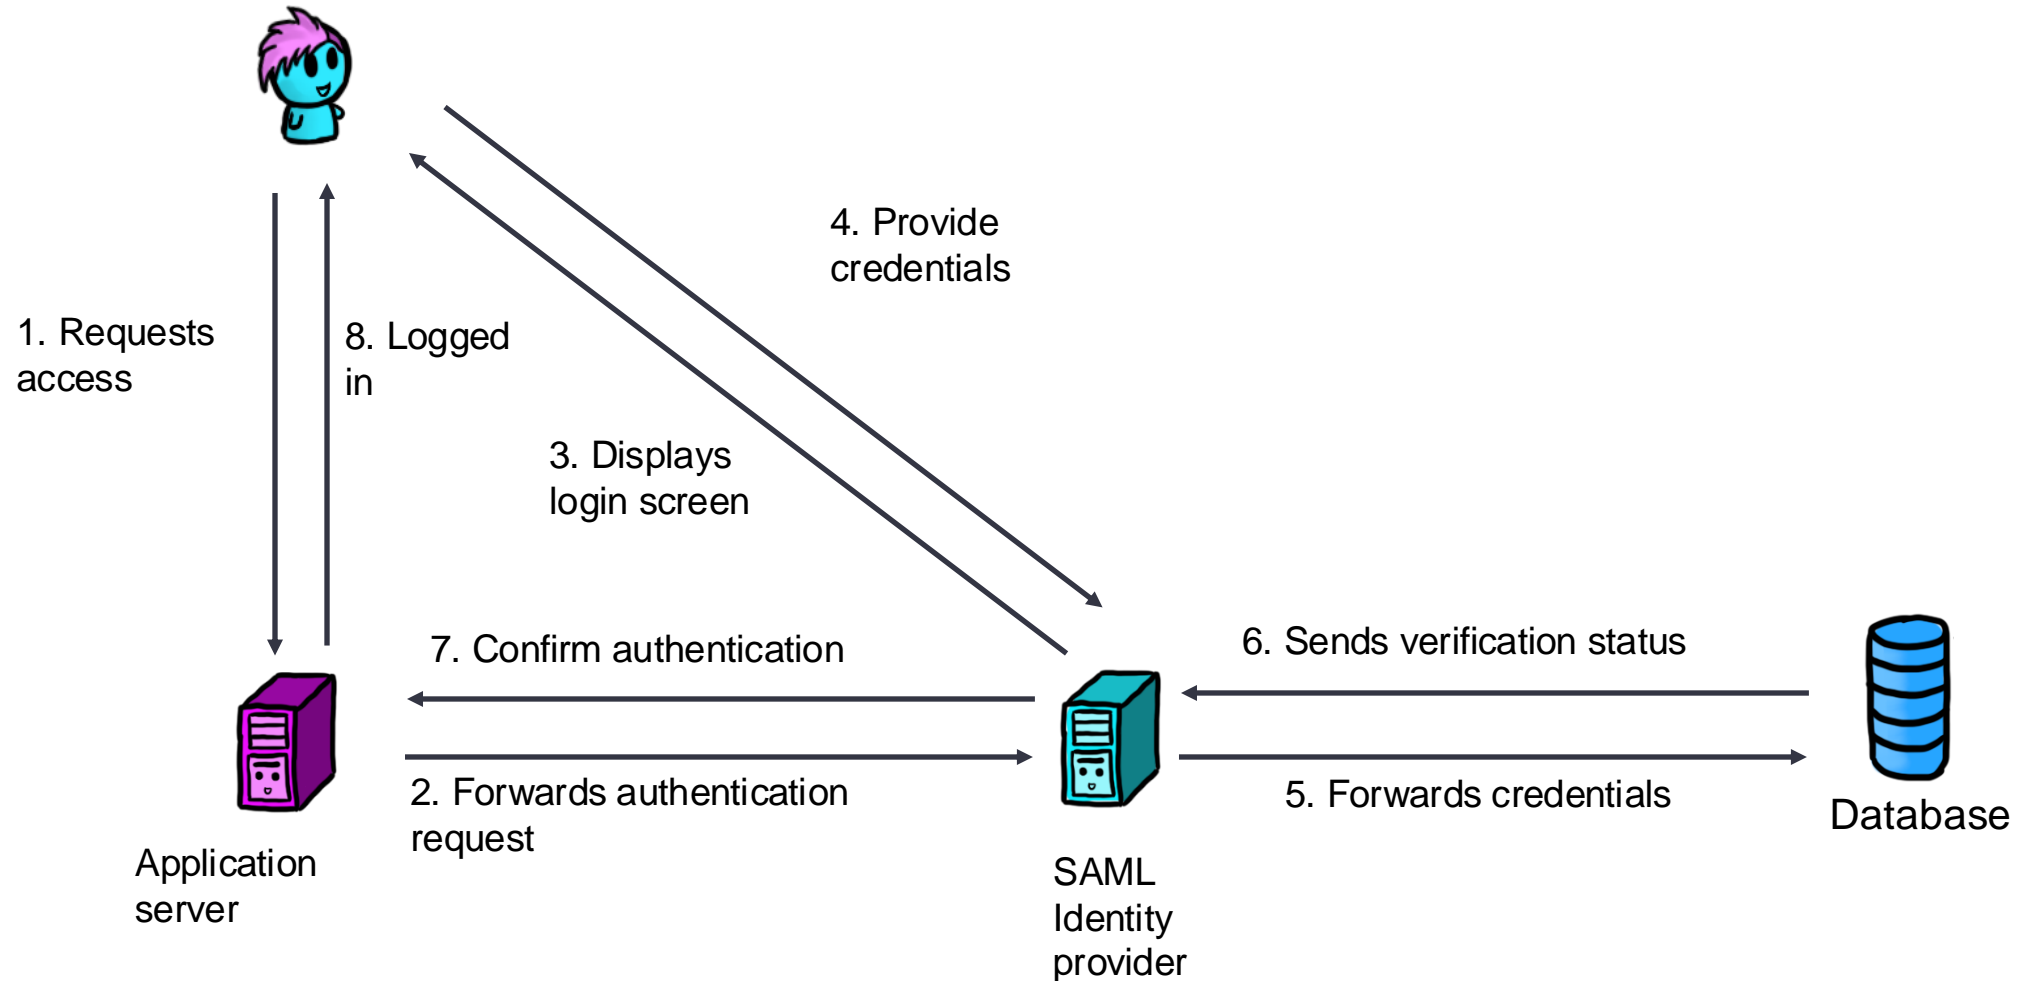 4. Provide
credentials
1. Requests
access
8. Logged
in
3. Displays
login screen
7. Confirm authentication
6. Sends verification status
2. Forwards authentication
request
5. Forwards credentials
Database
Application
server
SAML
Identity
provider